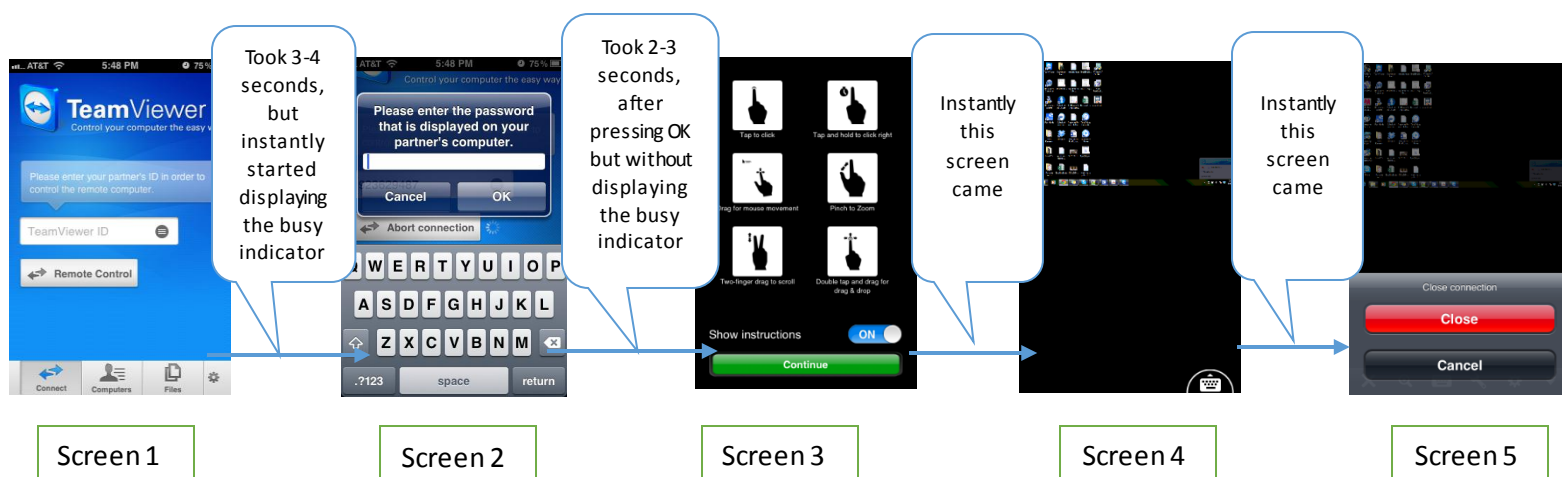 AT&T 5:48 PM 75%
TeamViewer
Control your computer the easy w
Please enter your partner's ID in order to
control the remote computer.
TeamViewer ID
Remote Control
Connect Computers Files
Screen 1
Took 3-4
seconds,
but
instantly
started
displaying
the busy
indicator
AT&T 5:48 PM 75%
Control your computer the easy way
Please enter the password
that is displayed on your
partner's computer.
Cancel OK
Abort connection
W E R T Y U I O P
A S D F G H J K L
Z X C V B N M
.?123 space return
Screen 2
Took 2-3
seconds,
after
pressing OK
but without
displaying
the busy
indicator
Tap to click Tap and hold to click right
Drag for mouse movement Pinch to Zoom
Two-finger drag to scroll Double tap and drag for
drag & drop
Show instructions ON
Continue
Screen 3
Instantly
this
screen
came
Screen 4
Instantly
this
screen
came
Close connection
Close
Cancel
Screen 5